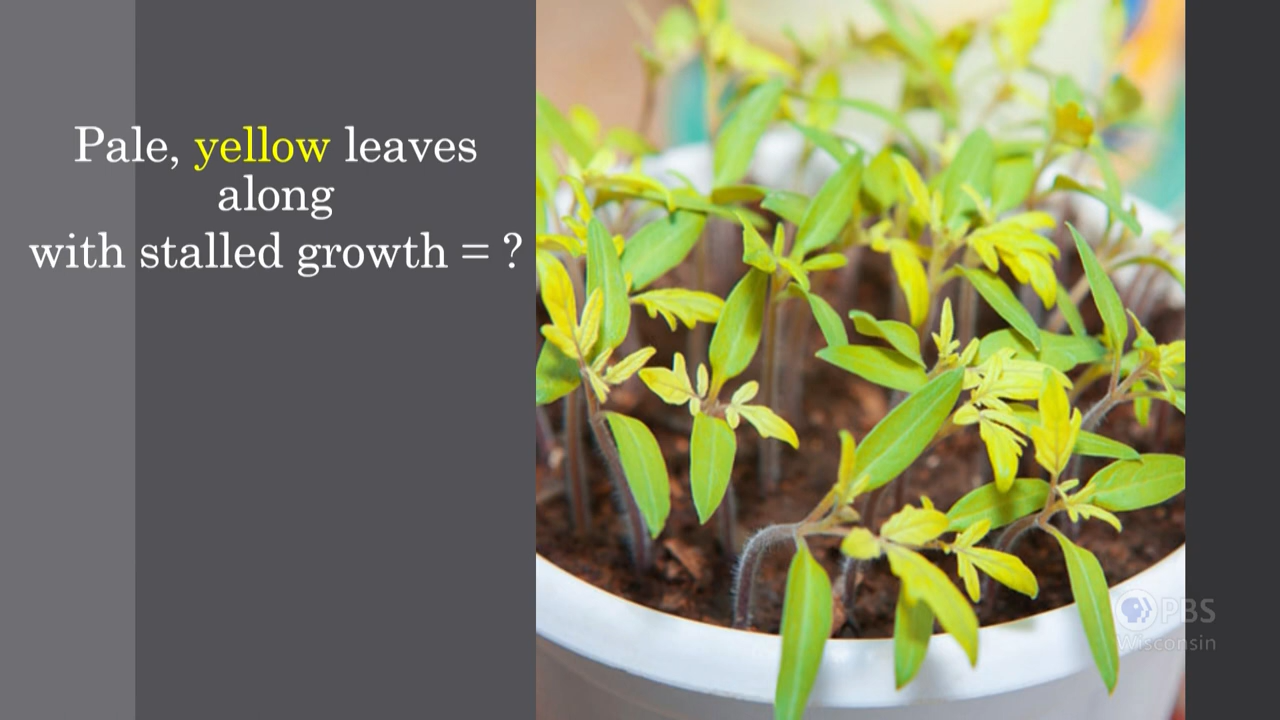 Pale, yellow leaves
along
with stalled growth = ?
PBS
Wisconsin